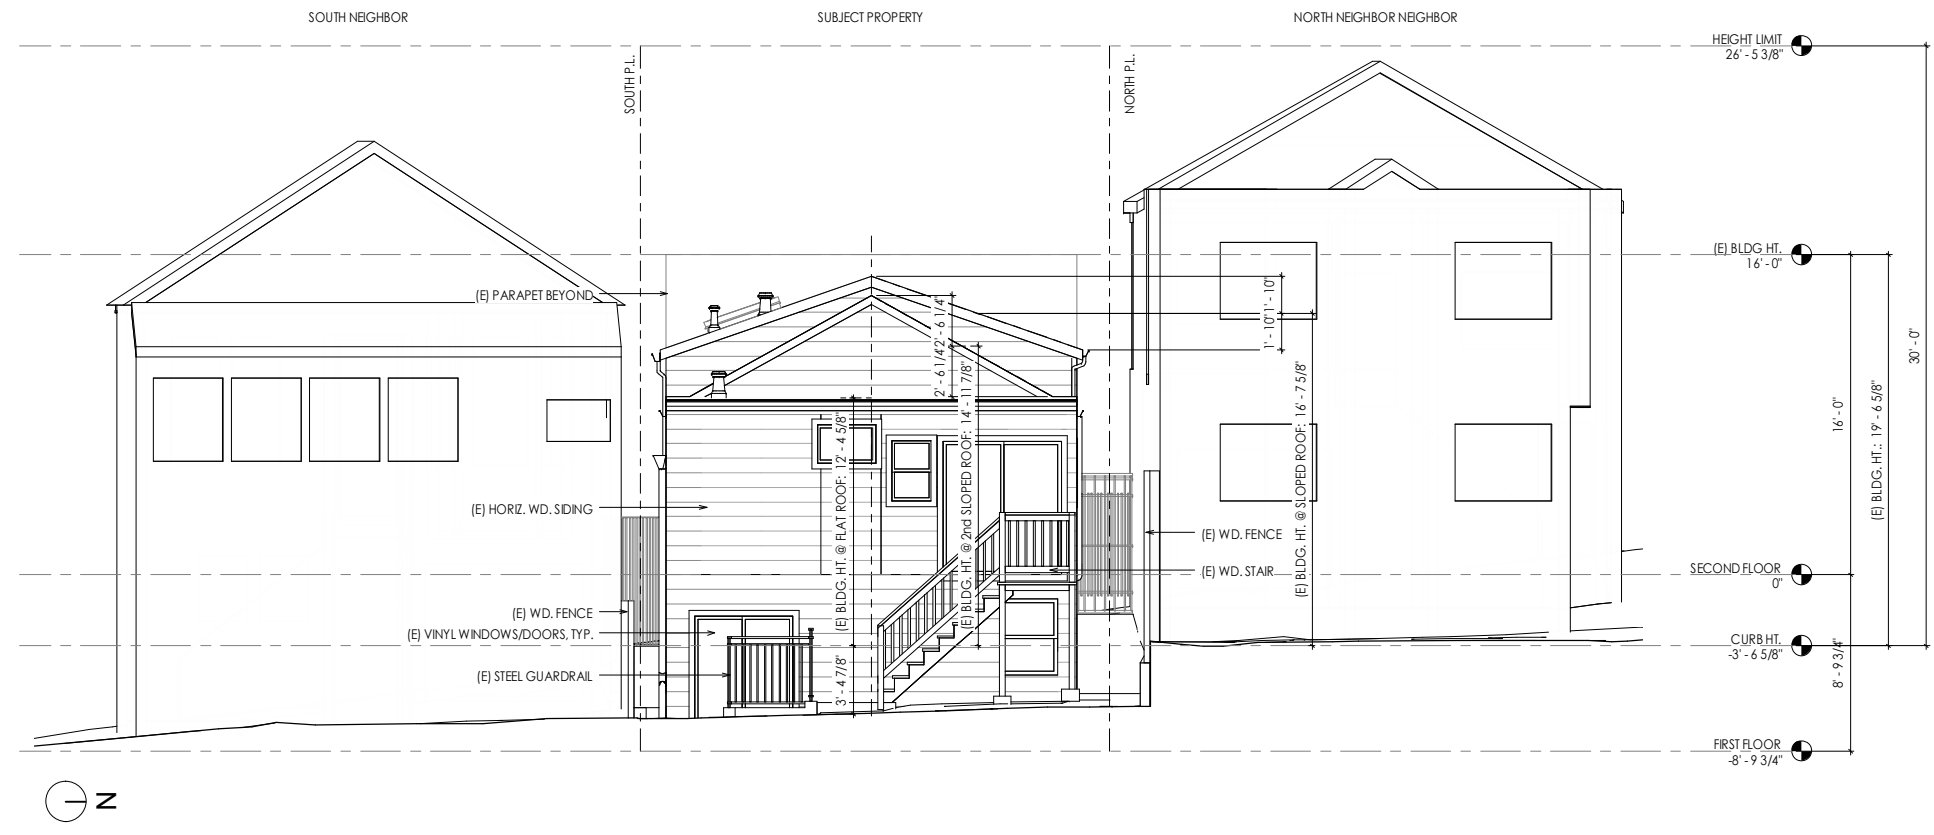 SOUTH NEIGHBOR
SUBJECT PROPERTY
NORTH NEIGHBOR NEIGHBOR
HEIGHT LIMIT
26' - 5 3/8"
SOUTH P.L.
NORTH P.L.
(E) BLDG HT.
16' - 0"
(E) PARAPET BEYOND
1' - 10"
1' - 10"
2' - 6 1/4"
2' - 6 1/4"
30' - 0"
16' - 0"
(E) BLDG. HT.: 19' - 6 5/8"
(E) BLDG. HT. @ FLAT ROOF: 12' - 4 5/8"
(E) BLDG. HT. @ 2nd SLOPED ROOF: 14' - 11 7/8"
(E) BLDG. HT. @ SLOPED ROOF: 16' - 7 5/8"
(E) HORIZ. WD. SIDING
(E) WD. FENCE
(E) WD. STAIR
SECOND FLOOR
0"
(E) WD. FENCE
(E) VINYL WINDOWS/DOORS, TYP.
CURB HT.
-3' - 6 5/8"
(E) STEEL GUARDRAIL
3' - 4 7/8"
8' - 9 3/4"
FIRST FLOOR
-8' - 9 3/4"
N